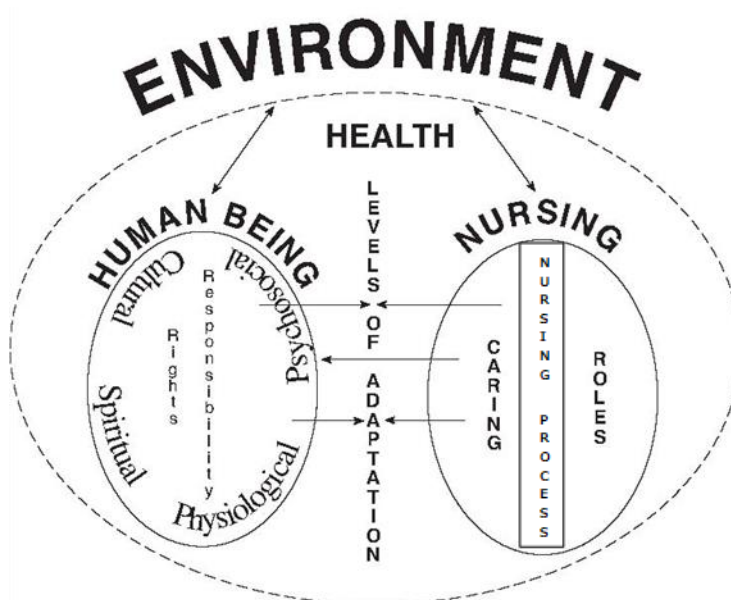 ENVIRONMENT
HEALTH
HUMAN BEING
Cultural
Psychosocial
Rights
Responsibility
Spiritual
Physiological
LEVELS OF ADAPTATION
NURSING
CARING
NURSING PROCESS
ROLES